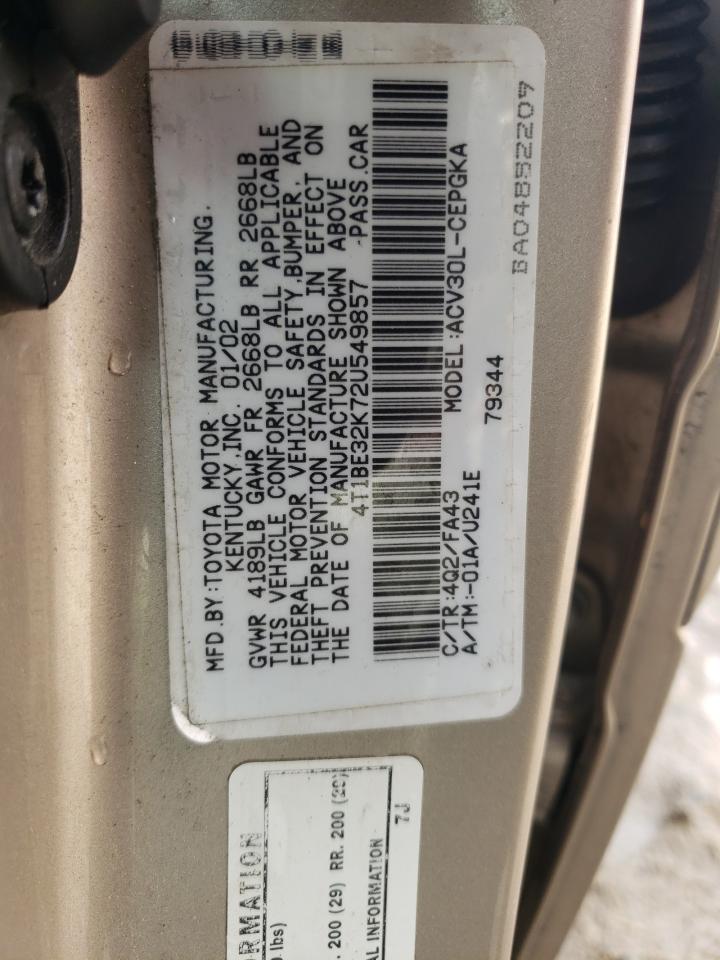 MFD.BY:TOYOTA MOTOR MANUFACTURING.
KENTUCKY,INC. 01/02
GVWR 4189LB GAWR FR 2668LB RR 2668LB
THIS VEHICLE CONFORMS TO ALL APPLICABLE
FEDERAL MOTOR VEHICLE SAFETY,BUMPER, AND
THEFT PREVENTION STANDARDS IN EFFECT ON
THE DATE OF MANUFACTURE SHOWN ABOVE
4T1BE32K72U549857 PASS.CAR
C/TR:4Q2/FA43 MODEL:ACV30L-CEPGKA
A/TM:-01A/U241E 79344
BA04852207
ORMATION
lbs)
. 200 (29) RR. 200 (29)
AL INFORMATION 7J